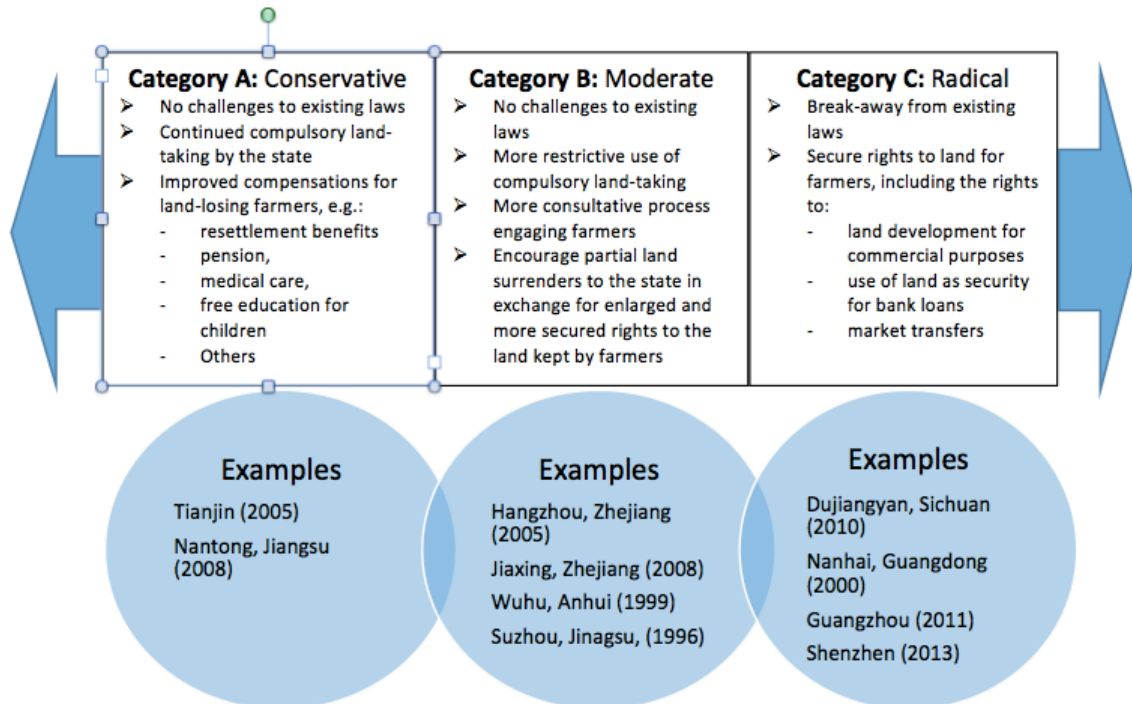 Category A: Conservative
➢ No challenges to existing laws
➢ Continued compulsory land-
taking by the state
➢ Improved compensations for
land-losing farmers, e.g.:
- resettlement benefits
- pension,
- medical care,
- free education for
children
- Others
Category B: Moderate
➢ No challenges to existing
laws
➢ More restrictive use of
compulsory land-taking
➢ More consultative process
engaging farmers
➢ Encourage partial land
surrenders to the state in
exchange for enlarged and
more secured rights to the
land kept by farmers
Category C: Radical
➢ Break-away from existing
laws
➢ Secure rights to land for
farmers, including the rights
to:
- land development for
commercial purposes
- use of land as security
for bank loans
- market transfers
Examples
Tianjin (2005)
Nantong, Jiangsu
(2008)
Examples
Hangzhou, Zhejiang
(2005)
Jiaxing, Zhejiang (2008)
Wuhu, Anhui (1999)
Suzhou, Jinagsu, (1996)
Examples
Dujiangyan, Sichuan
(2010)
Nanhai, Guangdong
(2000)
Guangzhou (2011)
Shenzhen (2013)